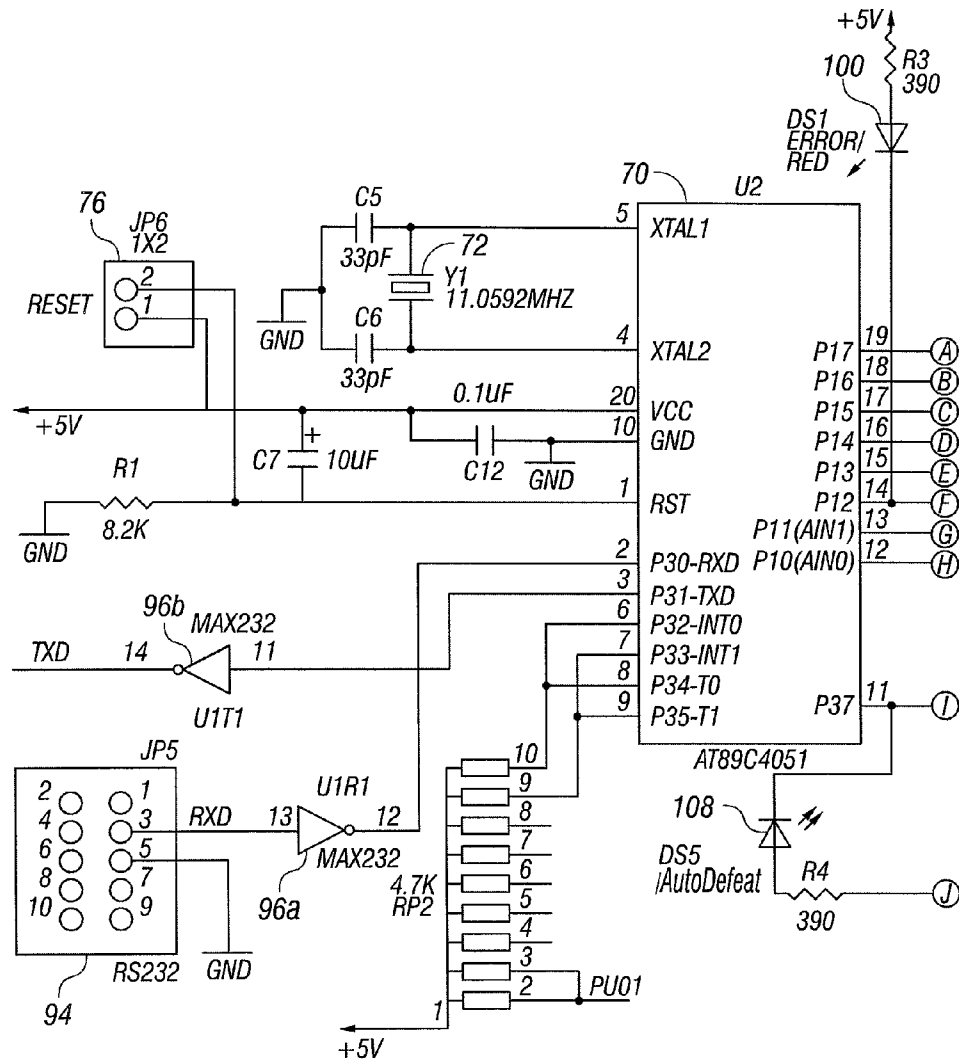 +5V
R3
390
100
DS1
ERROR/
RED
70
U2
76
JP6
1X2
RESET
2
1
C5
33pF
72
Y1
11.0592MHZ
GND
C6
33pF
5 XTAL1
4 XTAL2
0.1UF
20 VCC
10 GND
+5V
C7
+
10UF
C12
GND
R1
8.2K
GND
1 RST
2 P30-RXD
3 P31-TXD
6 P32-INT0
7 P33-INT1
8 P34-T0
9 P35-T1
P17 19 A
P16 18 B
P15 17 C
P14 16 D
P13 15 E
P12 14 F
P11(AIN1) 13 G
P10(AIN0) 12 H
P37 11 I
AT89C4051
96b
MAX232
TXD 14 11
U1T1
JP5
2 1
4 3
6 5
8 7
10 9
RS232
94
RXD
GND
U1R1
13 12
MAX232
96a
4.7K
RP2
10
9
8
7
6
5
4
3
2
1
PU01
+5V
108
DS5
/AutoDefeat
R4
390
J